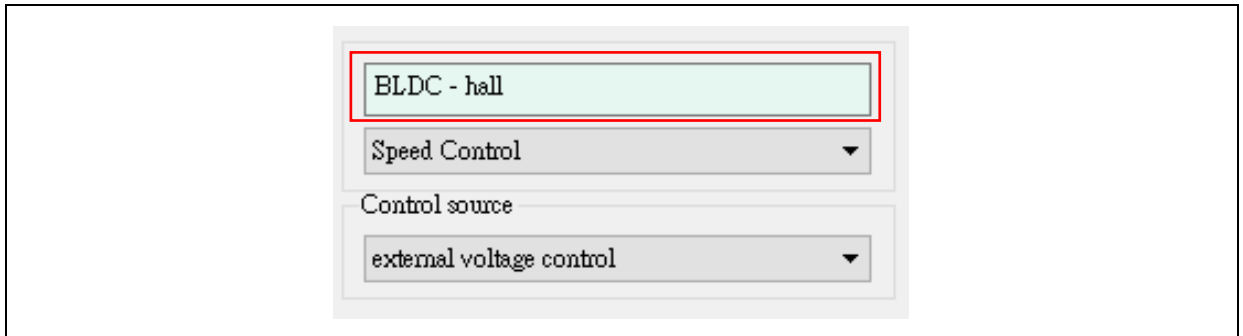 BLDC - hall
Speed Control
Control source
external voltage control